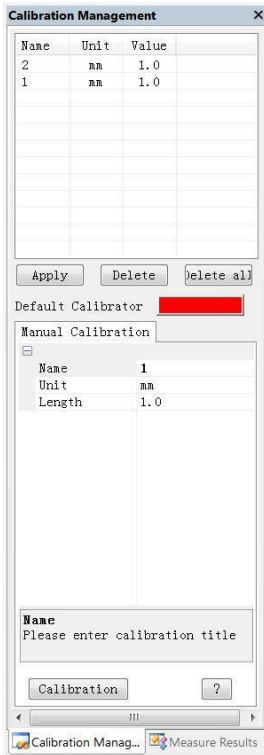 Calibration Management
Name Unit Value
2 mm 1.0
1 mm 1.0
Apply Delete Delete all
Default Calibrator
Manual Calibration
Name 1
Unit mm
Length 1.0
Name
Please enter calibration title
Calibration ?
Calibration Manag... Measure Results